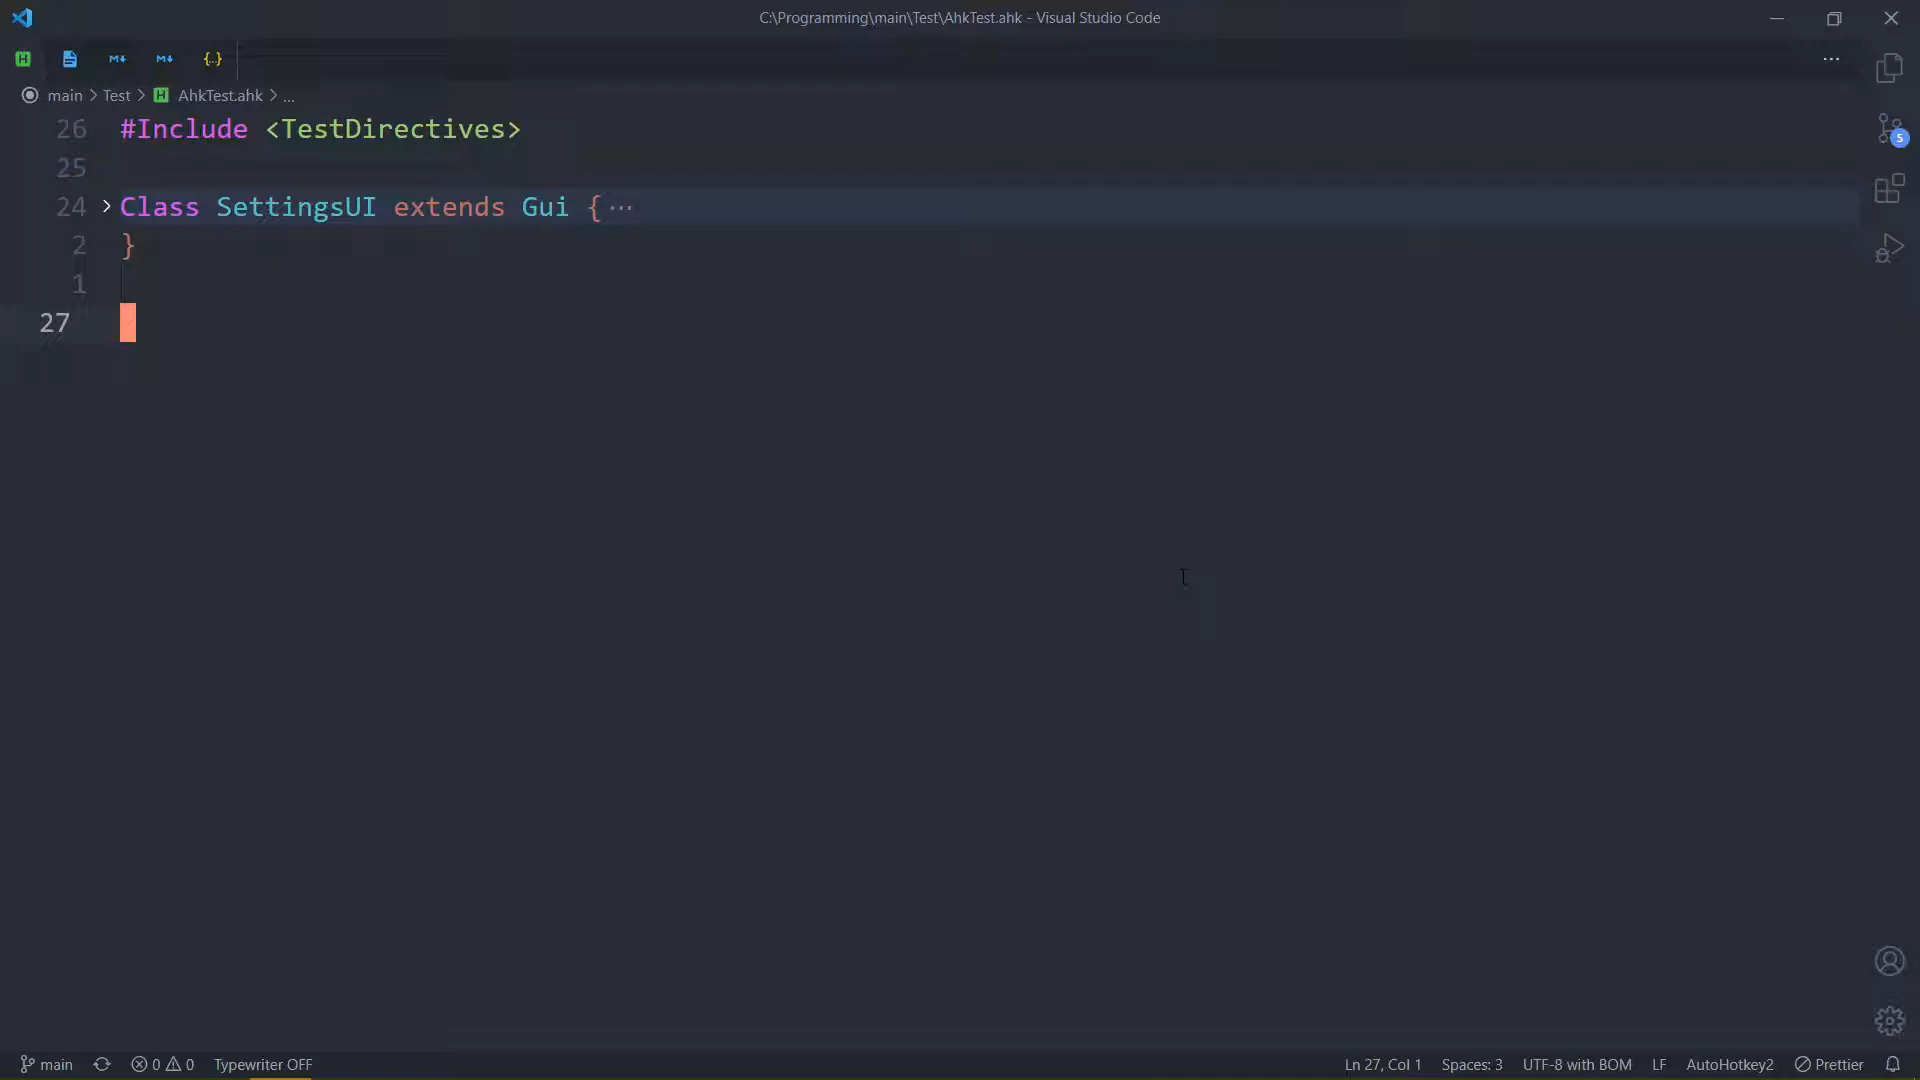 C:\Programming\main\Test\AhkTest.ahk - Visual Studio Code
H M↓ M↓ {..} ...
main > Test > H AhkTest.ahk > ...
26 #Include <TestDirectives>
25
24 > Class SettingsUI extends Gui { ...
2 }
1
27
5
main 0 0 Typewriter OFF Ln 27, Col 1 Spaces: 3 UTF-8 with BOM LF AutoHotkey2 Prettier